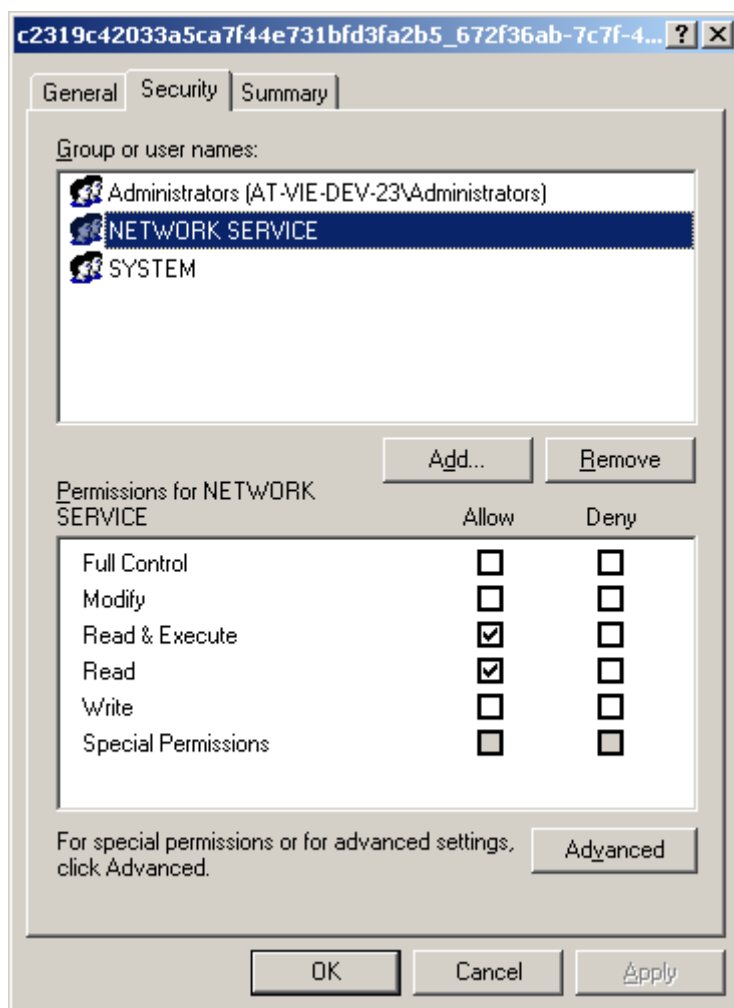 c2319c42033a5ca7f44e731bfd3fa2b5_672f36ab-7c7f-4... ? X
General Security Summary
Group or user names:
Administrators (AT-VIE-DEV-23\Administrators)
NETWORK SERVICE
SYSTEM
Add... Remove
Permissions for NETWORK
SERVICE Allow Deny
Full Control
Modify
Read & Execute
Read
Write
Special Permissions
For special permissions or for advanced settings,
click Advanced.
Advanced
OK Cancel Apply